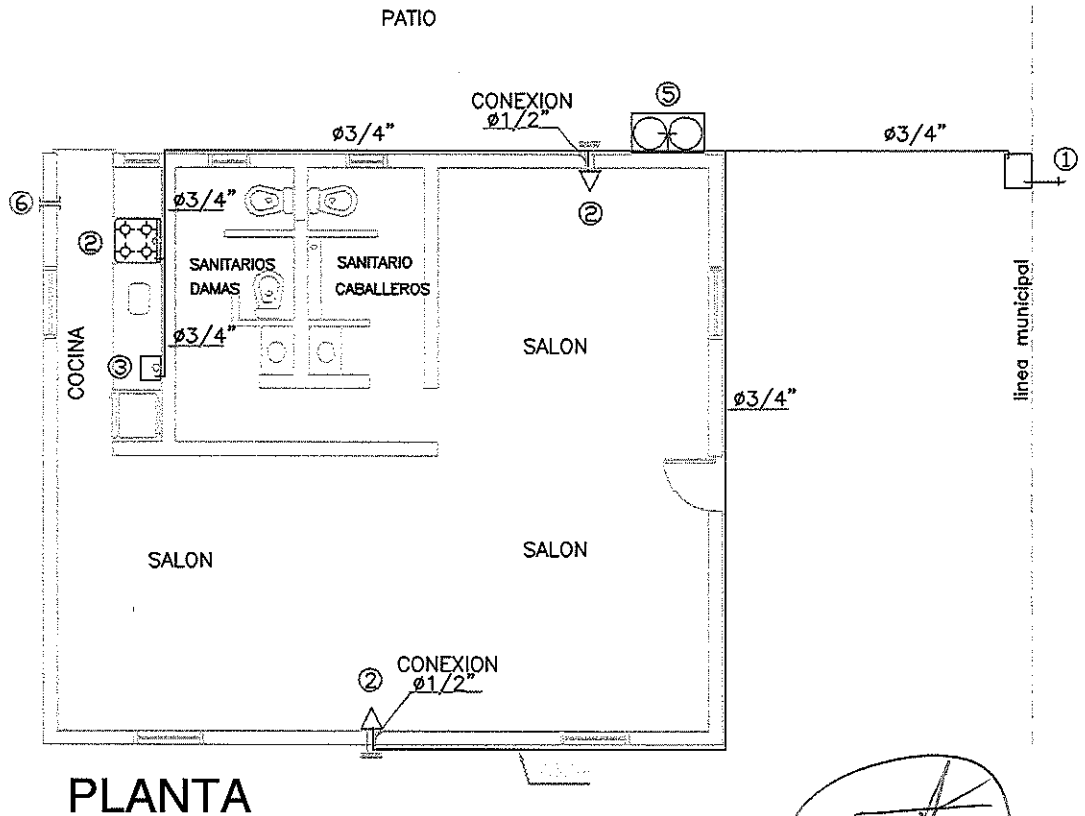 PATIO
CONEXION
ø1/2"
⑤
ø3/4"
ø3/4"
①
②
⑥
ø3/4"
②
SANITARIOS
DAMAS
SANITARIO
CABALLEROS
ø3/4"
③
COCINA
SALON
linea municipal
ø3/4"
SALON
SALON
CONEXION
ø1/2"
②
PLANTA